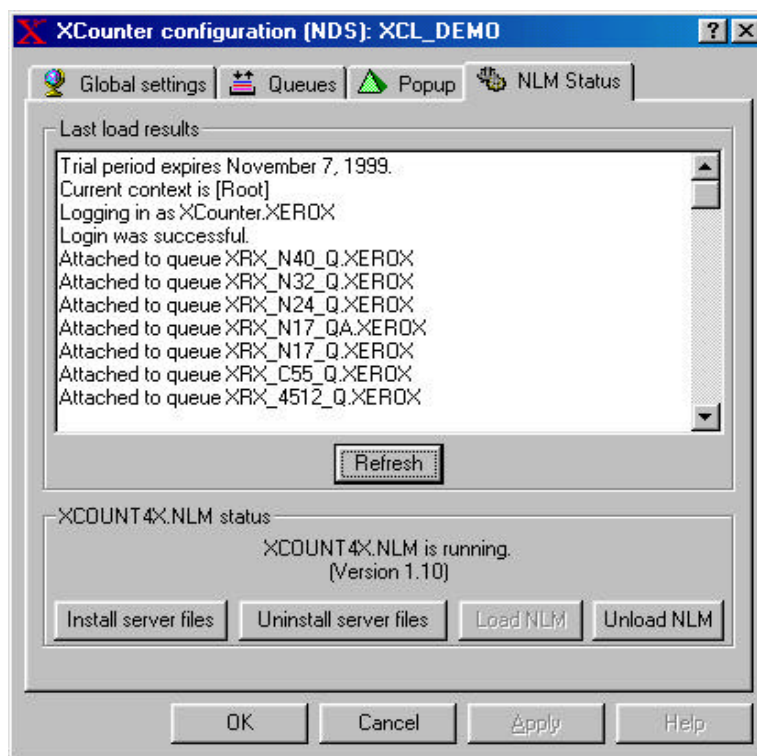 XCounter configuration (NDS): XCL_DEMO
Global settings
Queues
Popup
NLM Status
Last load results
Trial period expires November 7, 1999.
Current context is [Root]
Logging in as XCounter.XEROX
Login was successful.
Attached to queue XRX_N40_Q.XEROX
Attached to queue XRX_N32_Q.XEROX
Attached to queue XRX_N24_Q.XEROX
Attached to queue XRX_N17_QA.XEROX
Attached to queue XRX_N17_Q.XEROX
Attached to queue XRX_C55_Q.XEROX
Attached to queue XRX_4512_Q.XEROX
Refresh
XCOUNT4X.NLM status
XCOUNT4X.NLM is running.
(Version 1.10)
Install server files
Uninstall server files
Load NLM
Unload NLM
OK
Cancel
Apply
Help